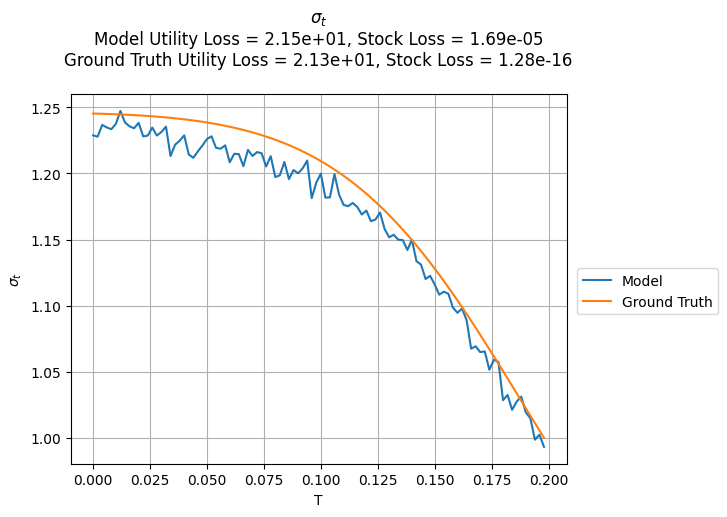 σt
Model Utility Loss = 2.15e+01, Stock Loss = 1.69e-05
Ground Truth Utility Loss = 2.13e+01, Stock Loss = 1.28e-16
1.25
1.20
1.15
1.10
1.05
1.00
σt
0.000 0.025 0.050 0.075 0.100 0.125 0.150 0.175 0.200
T
Model
Ground Truth